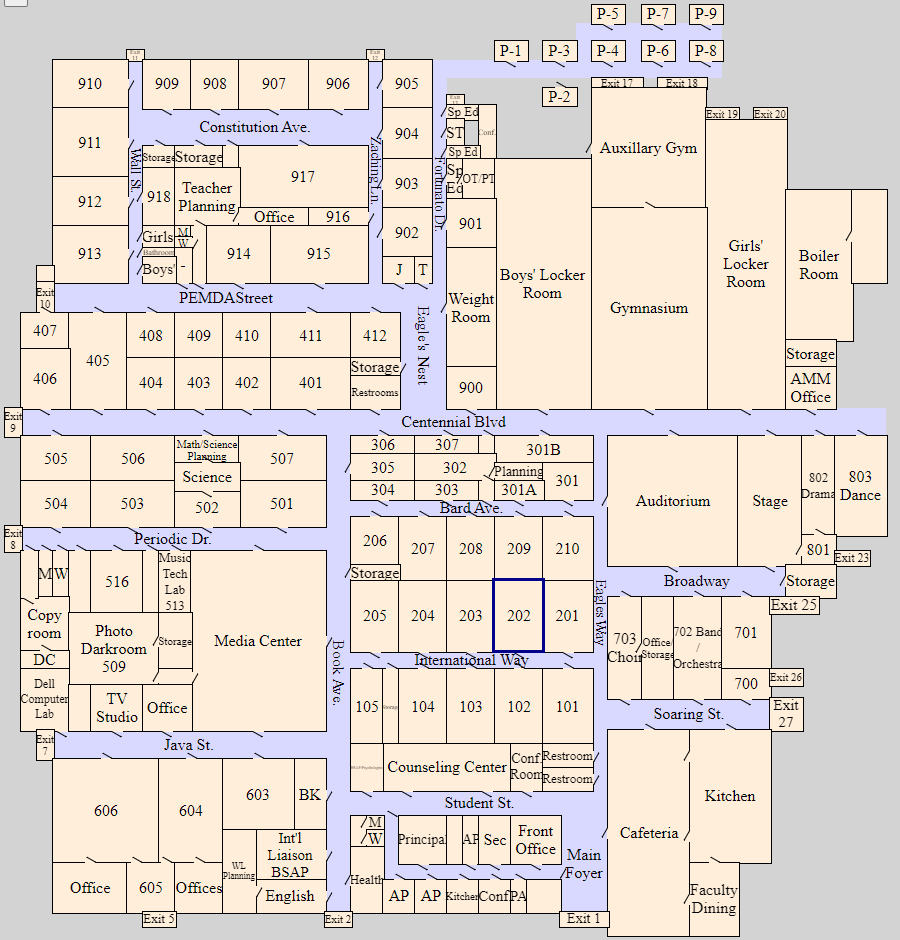 P-5
P-7
P-9
P-1
P-3
P-4
P-6
P-8
P-2
Exit 17
Exit 18
Exit
11
Exit
12
910
909
908
907
906
905
Exit 19
Exit 20
Sp Ed
ST
Conf.
Sp Ed
Sp
Ed
OT/PT
Constitution Ave.
904
911
Wall St.
Storage
Storage
Zaching Ln.
Fortunato Dr.
Auxillary Gym
917
903
918
Teacher
Planning
912
Office
916
902
901
Girls
M
W
Bathroom
Boys'
-
914
915
913
J
T
Boys' Locker
Room
Girls'
Locker
Room
Boiler
Room
Exit
10
PEMDAStreet
Weight
Room
Gymnasium
Eagle's Nest
407
405
408
409
410
411
412
Storage
Storage
406
404
403
402
401
Restrooms
900
AMM
Office
Exit
9
Centennial Blvd
505
506
Math/Science
Planning
507
Science
306
307
301B
305
302
Planning
301
304
303
301A
504
503
502
501
Auditorium
Stage
802
Drama
803
Dance
Bard Ave.
Exit
8
Periodic Dr.
206
207
208
209
210
801
Exit 23
Storage
Broadway
Storage
M
W
516
Music
Tech
Lab
513
Exit 25
Copy
room
Photo
Darkroom
509
Storage
Media Center
205
204
203
202
201
Eagles Way
703
Choir
Office/
Storage
702 Band
/
Orchestra
701
DC
Book Ave.
International Way
Dell
Computer
Lab
TV
Studio
Office
700
Exit 26
105
Storage
104
103
102
101
Soaring St.
Exit
27
Exit
7
Java St.
Counseling Center
Conf
Room
Restroom
Restroom
606
604
603
BK
Kitchen
Student St.
M
W
Principal
AP
Sec
Front
Office
Cafeteria
WL
Planning
Int'l
Liaison
BSAP
Main
Foyer
Health
Office
605
Offices
English
AP
AP
Kitchen
Conf
PA
Faculty
Dining
Exit 5
Exit 2
Exit 1